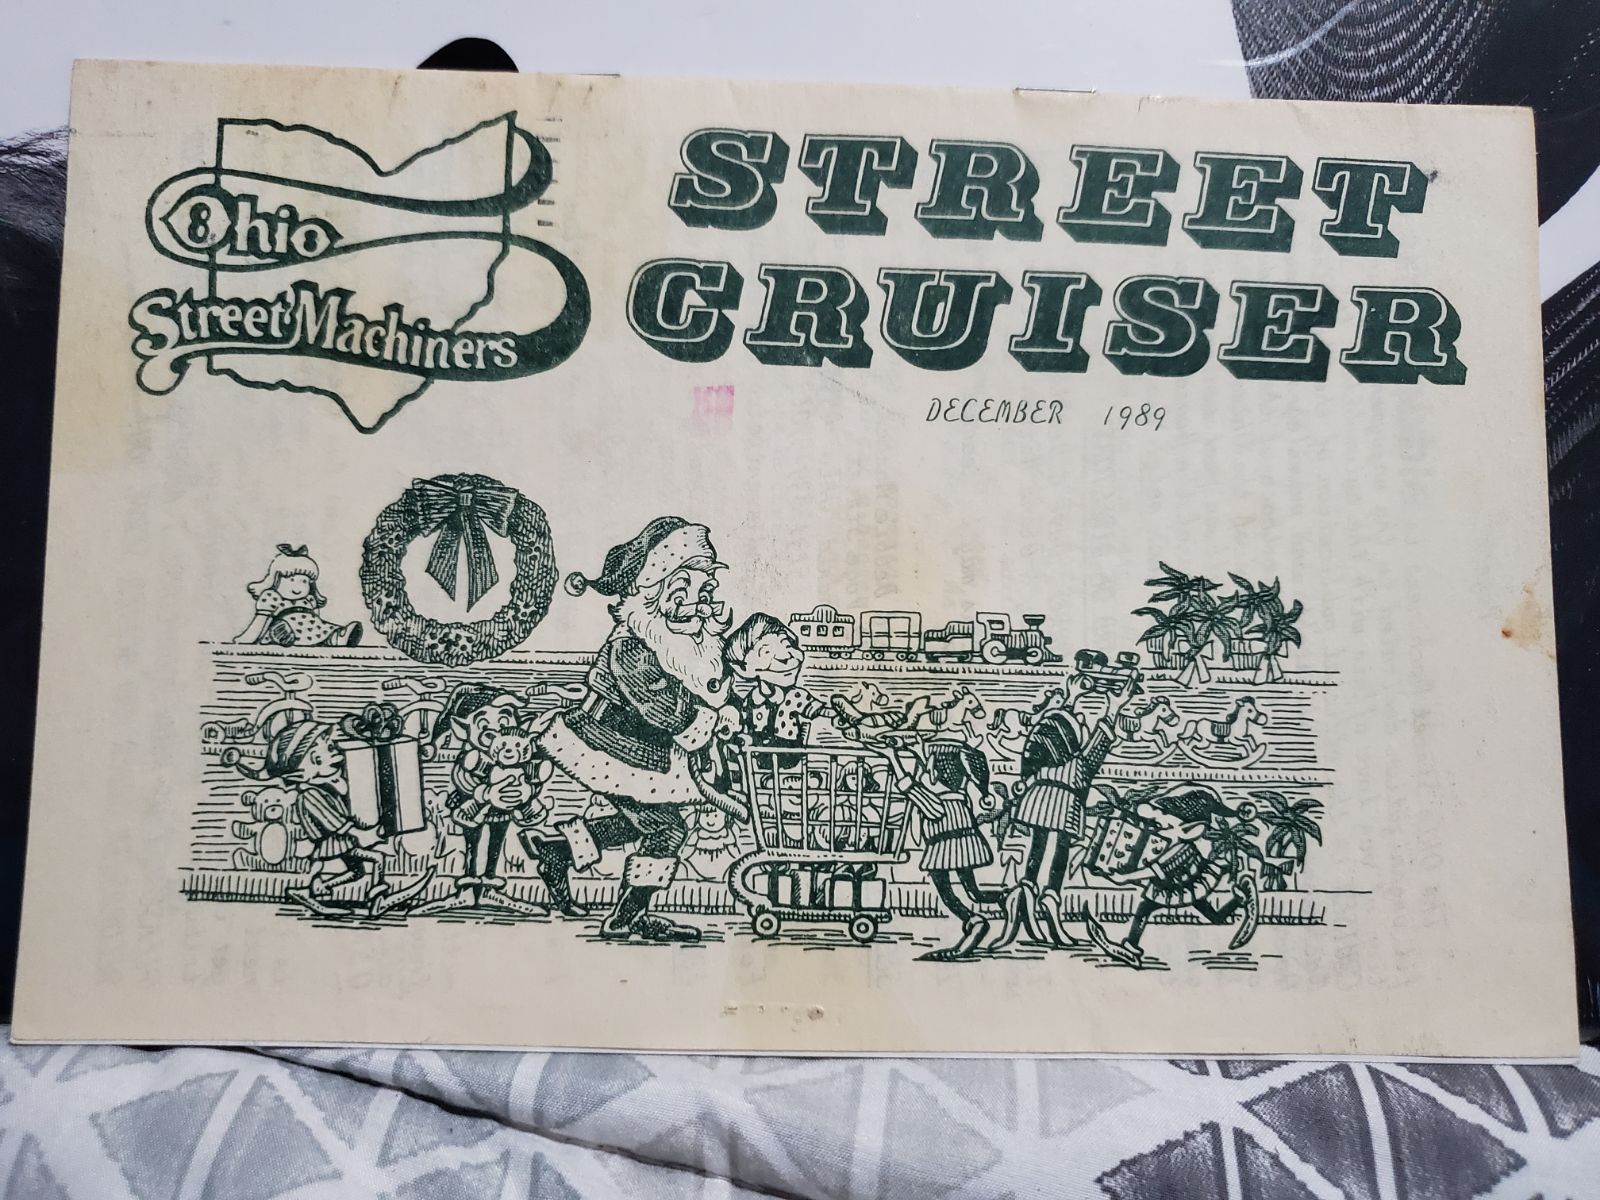 Ohio
Street Machiners
STREET
CRUISER
DECEMBER 1989